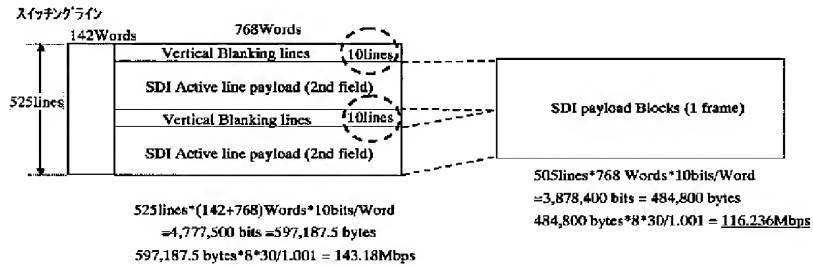 スイッチングライン
142Words
768Words
Vertical Blanking lines
10lines
SDI Active line payload (2nd field)
525lines
Vertical Blanking lines
10lines
SDI Active line payload (2nd field)
SDI payload Blocks (1 frame)
505lines*768 Words*10bits/Word
=3,878,400 bits = 484,800 bytes
484,800 bytes*8*30/1.001 = 116.236Mbps
525lines*(142+768)Words*10bits/Word
=4,777,500 bits =597,187.5 bytes
597,187.5 bytes*8*30/1.001 = 143.18Mbps